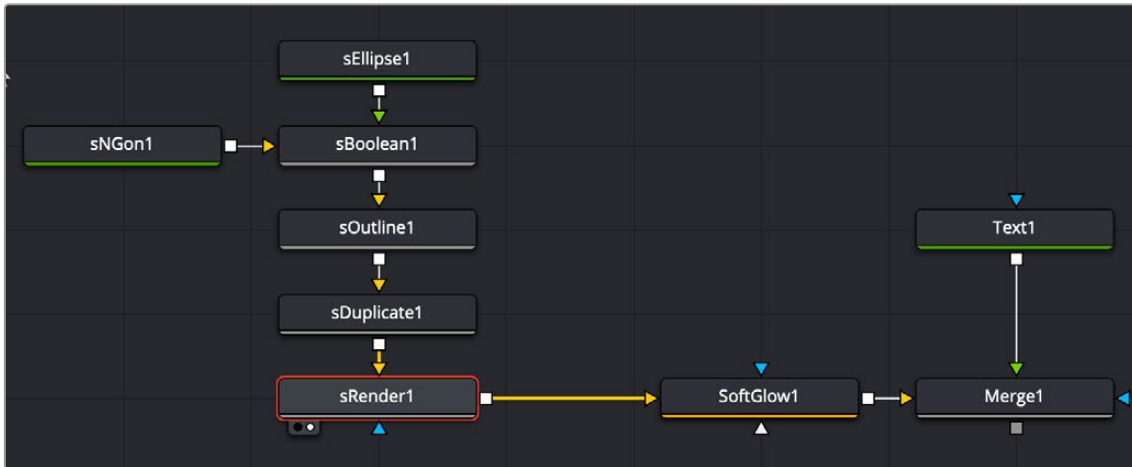 sEllipse1
sNGon1
sBoolean1
sOutline1
Text1
sDuplicate1
sRender1
SoftGlow1
Merge1